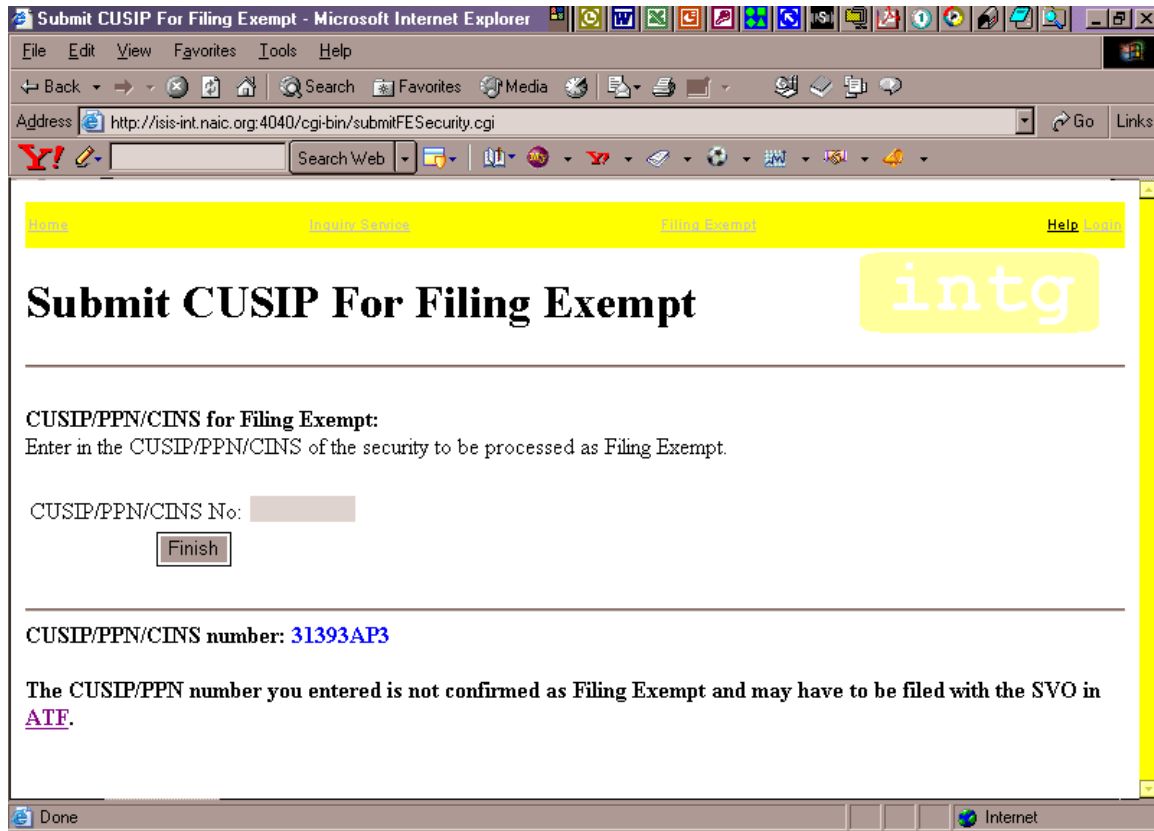 Submit CUSIP For Filing Exempt - Microsoft Internet Explorer
File Edit View Favorites Tools Help
Back Search Favorites Media
Address http://isis-int.naic.org:4040/cgi-bin/submitFESecurity.cgi Go Links
Y! Search Web
Home Inquiry Service Filing Exempt Help Login
intg
Submit CUSIP For Filing Exempt
CUSIP/PPN/CINS for Filing Exempt:
Enter in the CUSIP/PPN/CINS of the security to be processed as Filing Exempt.
CUSIP/PPN/CINS No:
Finish
CUSIP/PPN/CINS number: 31393AP3
The CUSIP/PPN number you entered is not confirmed as Filing Exempt and may have to be filed with the SVO in
ATF.
Done Internet